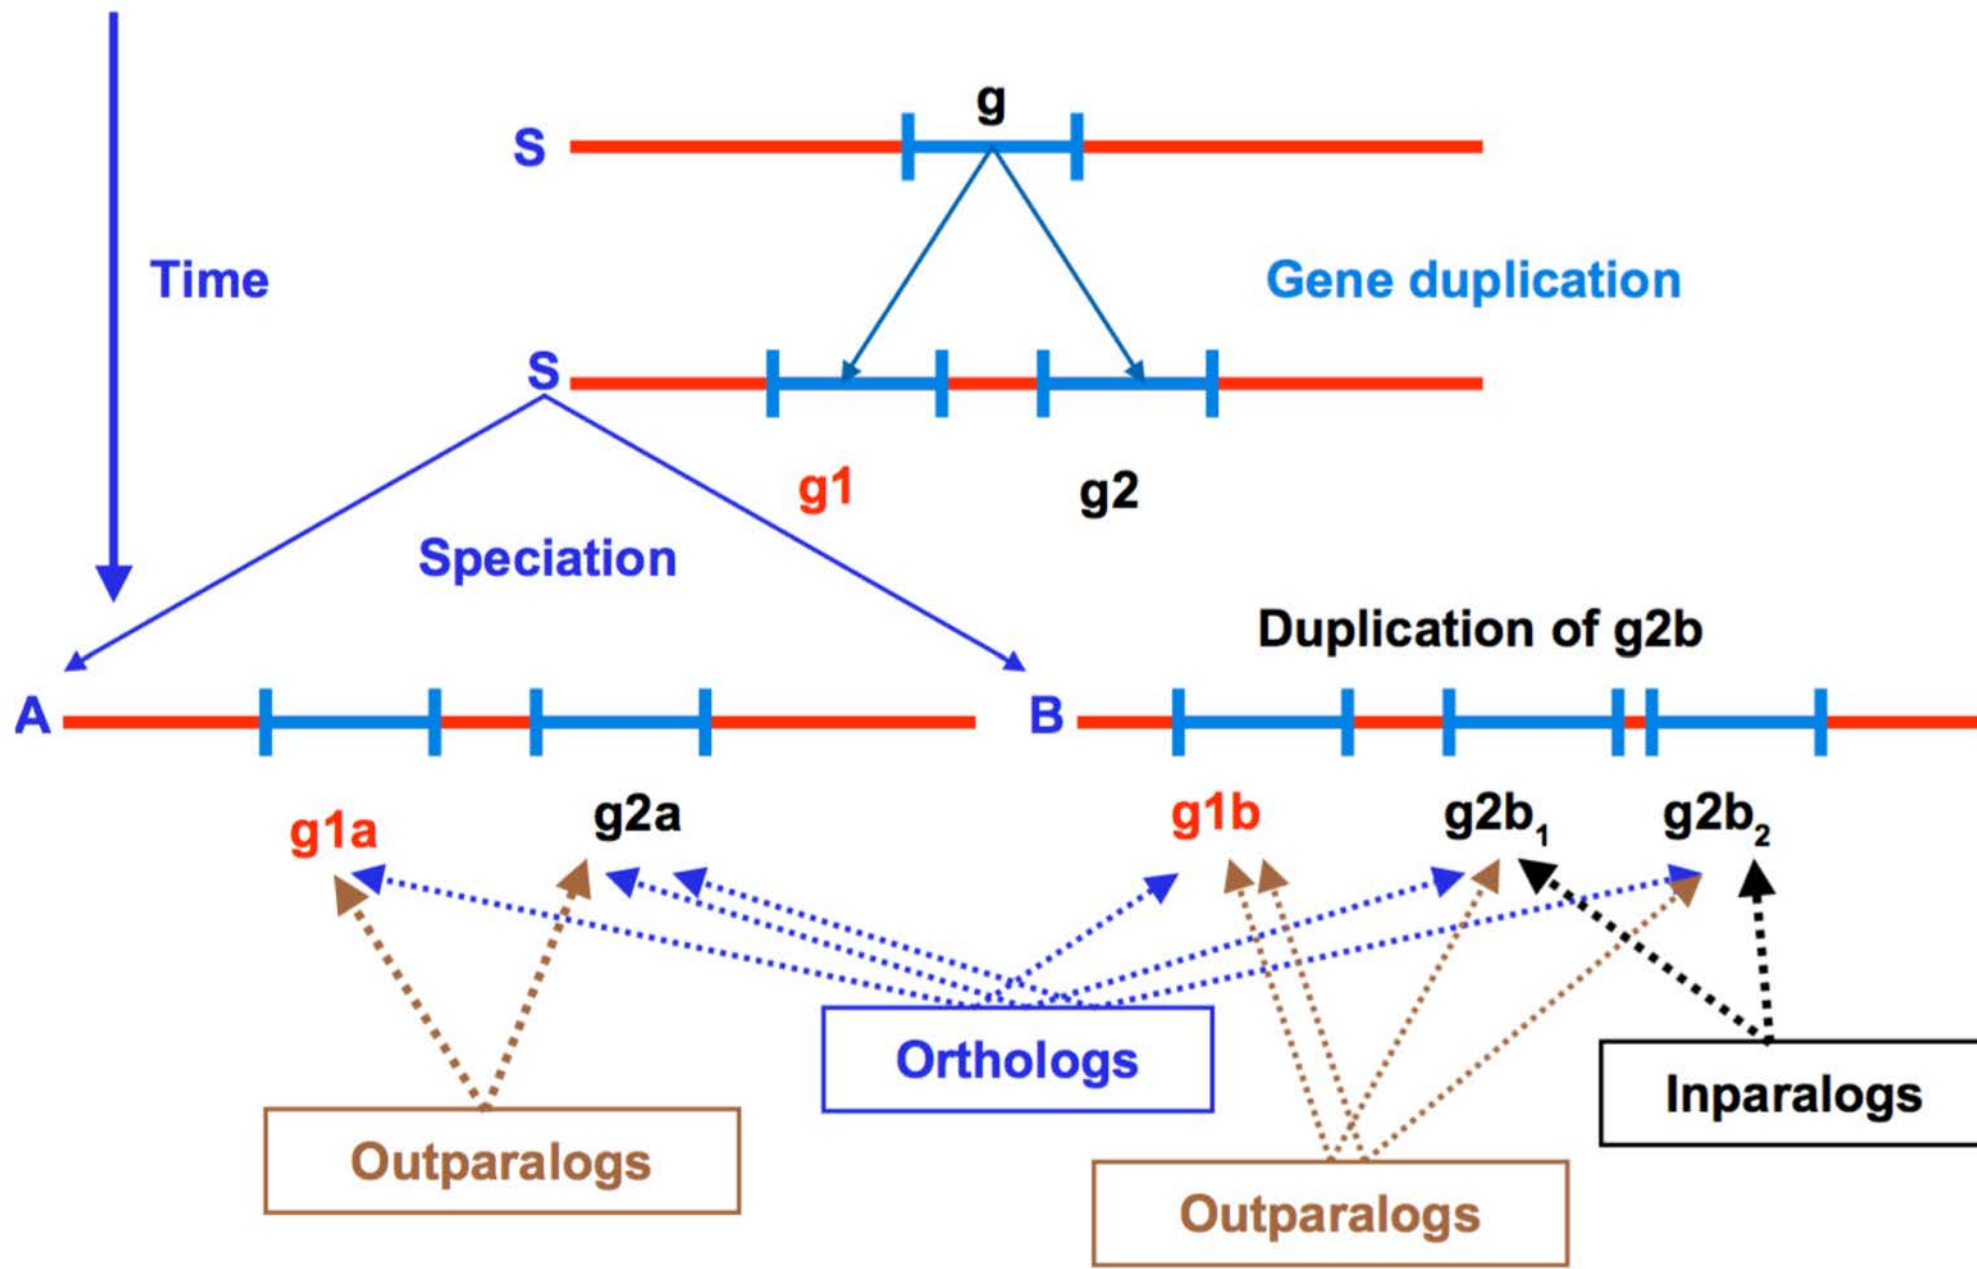 g
S
Time
Gene duplication
S
g1
g2
Speciation
Duplication of g2b
A
B
g1a
g2a
g1b
g2b1
g2b2
Orthologs
Inparalogs
Outparalogs
Outparalogs